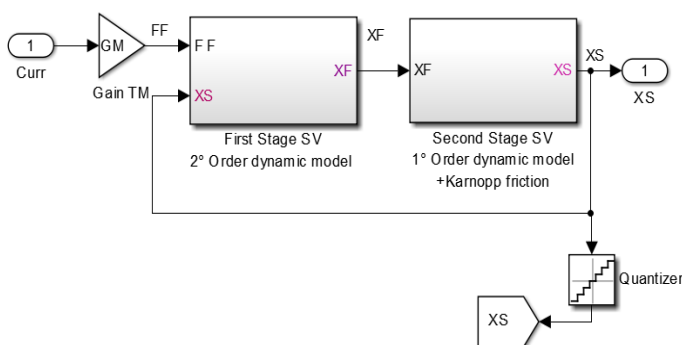 FF
XF
XS
1
GM
F F
XF
XF
XS
1
Curr
XS
Gain TM
XS
First Stage SV
2° Order dynamic model
Second Stage SV
1° Order dynamic model
+Karnopp friction
Quantizer
XS